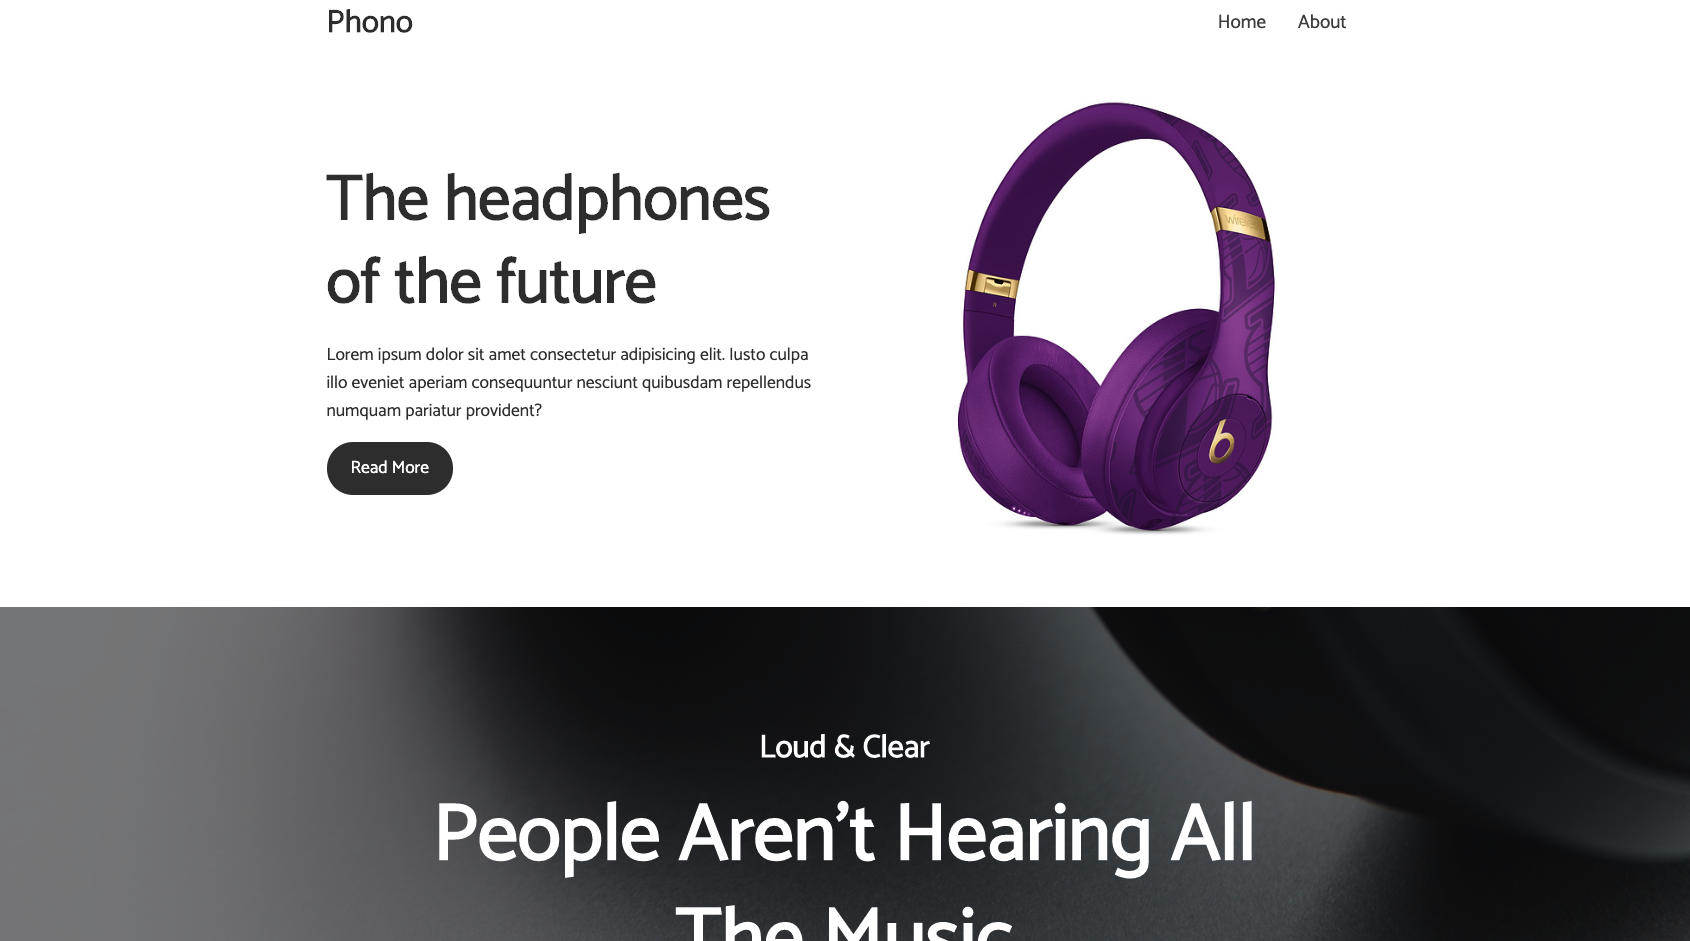 Phono
Home
About
The headphones
of the future
Lorem ipsum dolor sit amet consectetur adipisicing elit. Iusto culpa
illo eveniet aperiam consequuntur nesciunt quibusdam repellendus
numquam pariatur provident?
Read More
Loud & Clear
People Aren’t Hearing All
The Music